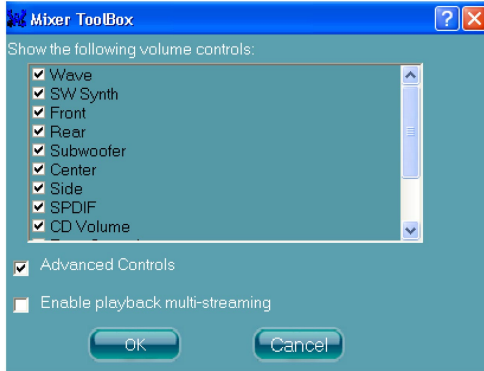 Mixer ToolBox
Show the following volume controls:
Wave
SW Synth
Front
Rear
Subwoofer
Center
Side
SPDIF
CD Volume
Advanced Controls
Enable playback multi-streaming
OK Cancel